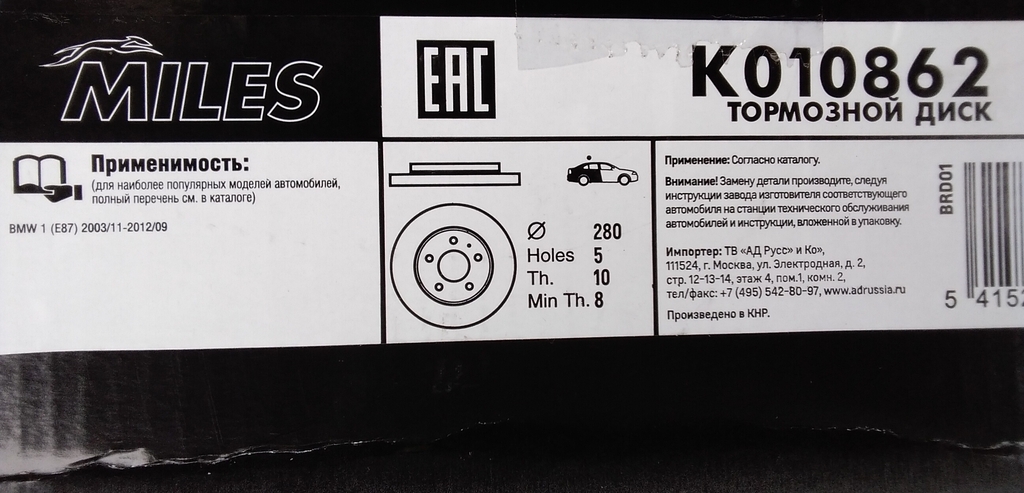 MILES
EAC
K010862
ТОРМОЗНОЙ ДИСК
Применимость:
(для наиболее популярных моделей автомобилей,
полный перечень см. в каталоге)
BMW 1 (E87) 2003/11-2012/09
Ø 280
Holes 5
Th. 10
Min Th. 8
Применение: Согласно каталогу.
Внимание! Замену детали производите, следуя
инструкции завода изготовителя соответствующего
автомобиля на станции технического обслуживания
автомобилей и инструкции, вложенной в упаковку.
Импортер: ТВ «АД Русс» и Ко»,
111524, г. Москва, ул. Электродная, д. 2,
стр. 12-13-14, этаж 4, пом.1, комн. 2,
тел/факс: +7 (495) 542-80-97, www.adrussia.ru
Произведено в КНР.
BRD01
5 4152